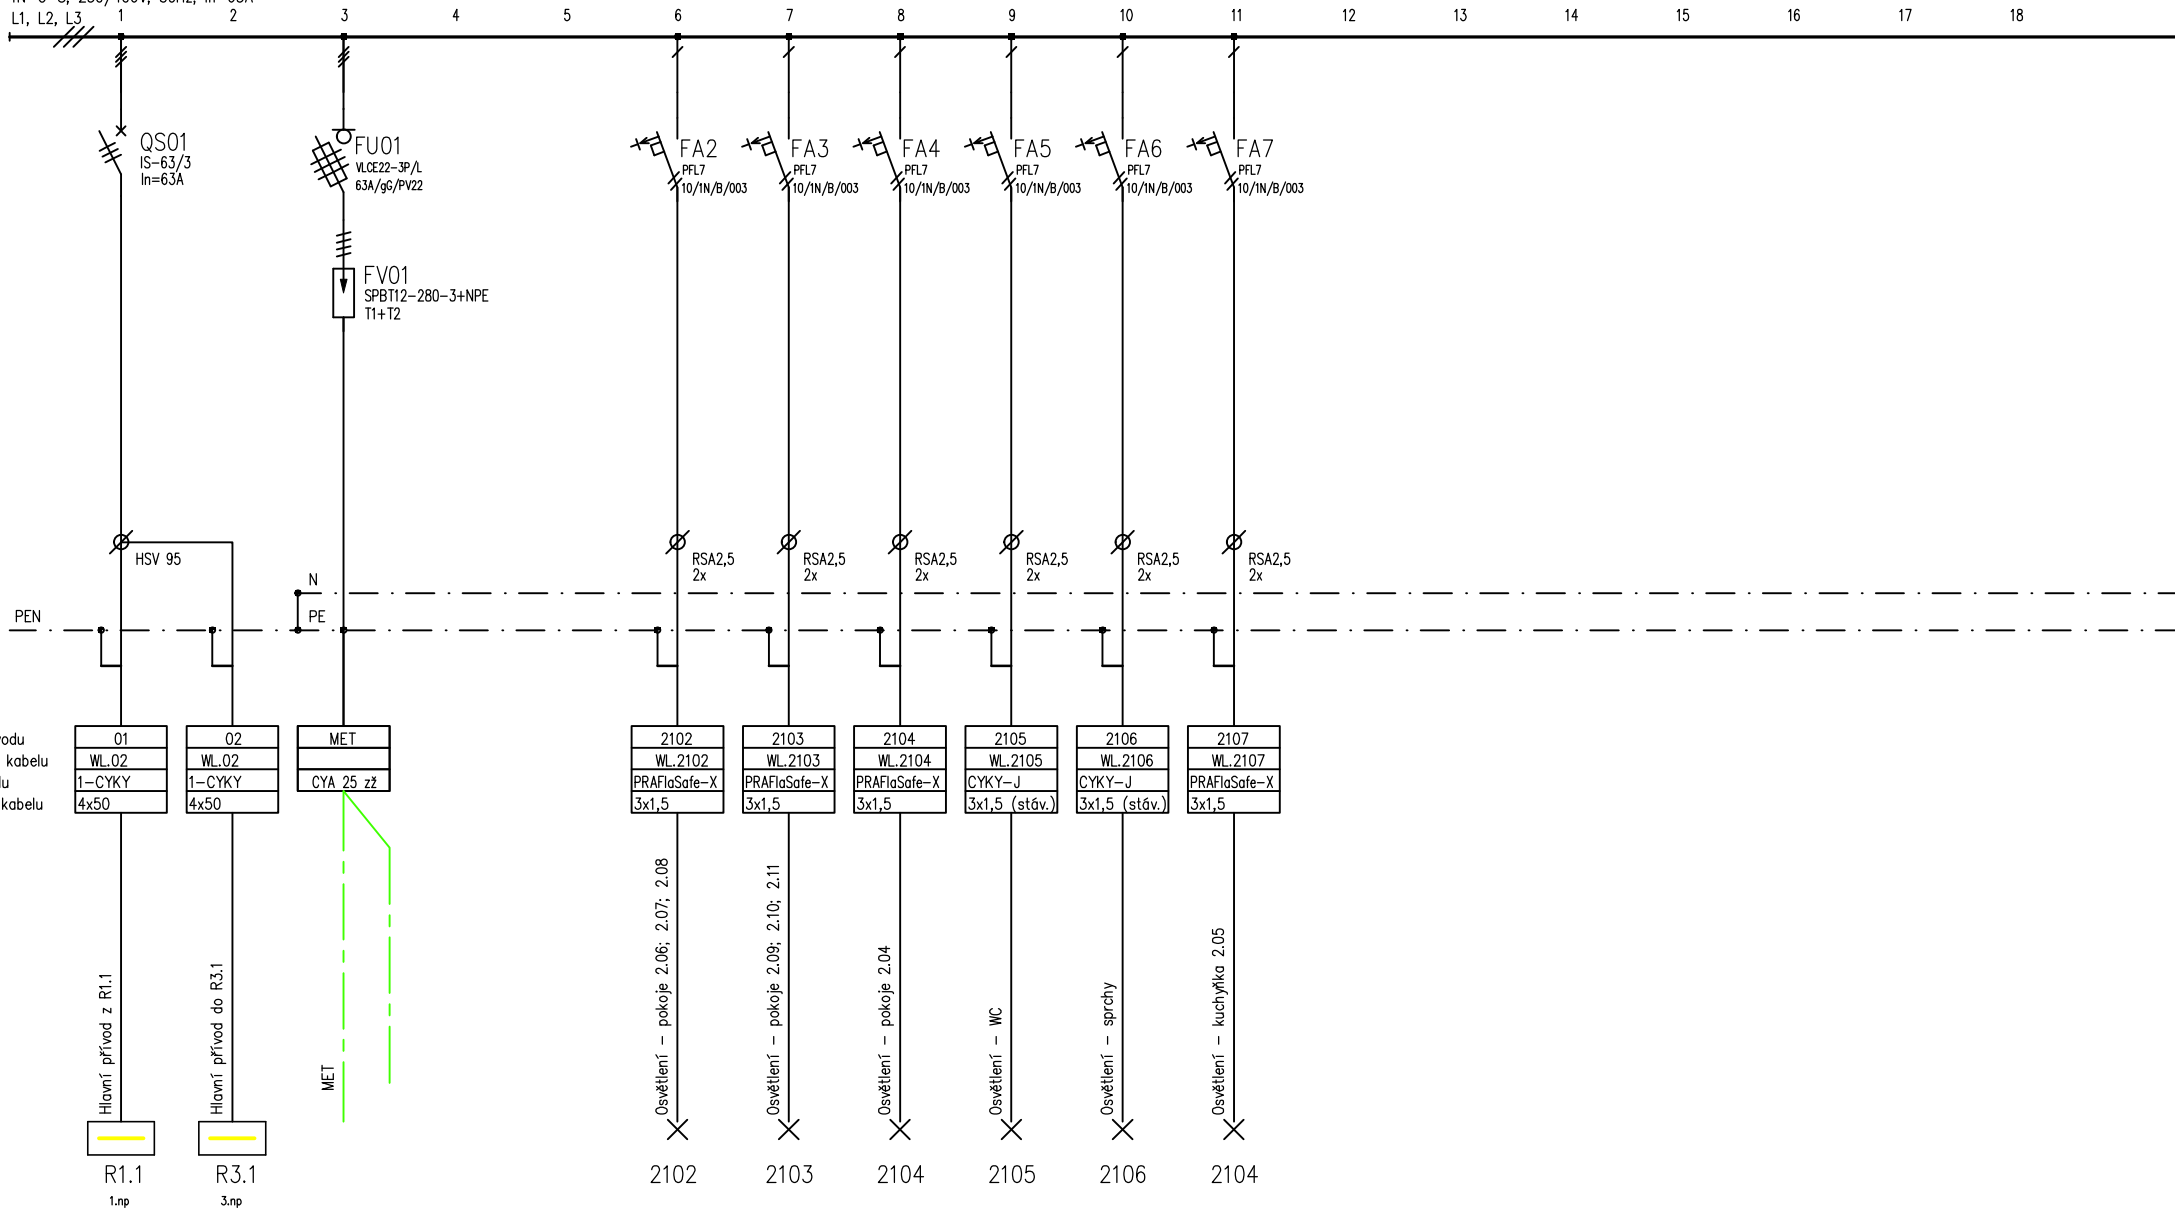 L1, L2, L3
1 2 3 4 5 6 7 8 9 10 11 12 13 14 15 16 17 18
QS01
IS-63/3
In=63A
FU01
VLCE22-3P/L
63A/gG/PV22
FV01
SPBT12-280-3+NPE
T1+T2
FA2
PFL7
10/1N/B/003
FA3
PFL7
10/1N/B/003
FA4
PFL7
10/1N/B/003
FA5
PFL7
10/1N/B/003
FA6
PFL7
10/1N/B/003
FA7
PFL7
10/1N/B/003
HSV 95
RSA2,5
2x
RSA2,5
2x
RSA2,5
2x
RSA2,5
2x
RSA2,5
2x
RSA2,5
2x
N
PEN
PE
kabelu
kabelu
01
WL.02
1-CYKY
4x50
02
WL.02
1-CYKY
4x50
MET
CYA 25 zž
2102
WL.2102
PRAFlaSafe-X
3x1,5
2103
WL.2103
PRAFlaSafe-X
3x1,5
2104
WL.2104
PRAFlaSafe-X
3x1,5
2105
WL.2105
CYKY-J
3x1,5 (stáv.)
2106
WL.2106
CYKY-J
3x1,5 (stáv.)
2107
WL.2107
PRAFlaSafe-X
3x1,5
Hlavní přívod z R1.1
Hlavní přívod do R3.1
MET
Osvětlení - pokoje 2.06; 2.07; 2.08
Osvětlení - pokoje 2.09; 2.10; 2.11
Osvětlení - pokoje 2.04
Osvětlení - WC
Osvětlení - sprchy
Osvětlení - kuchyňka 2.05
R1.1
1.np
R3.1
3.np
2102
2103
2104
2105
2106
2104